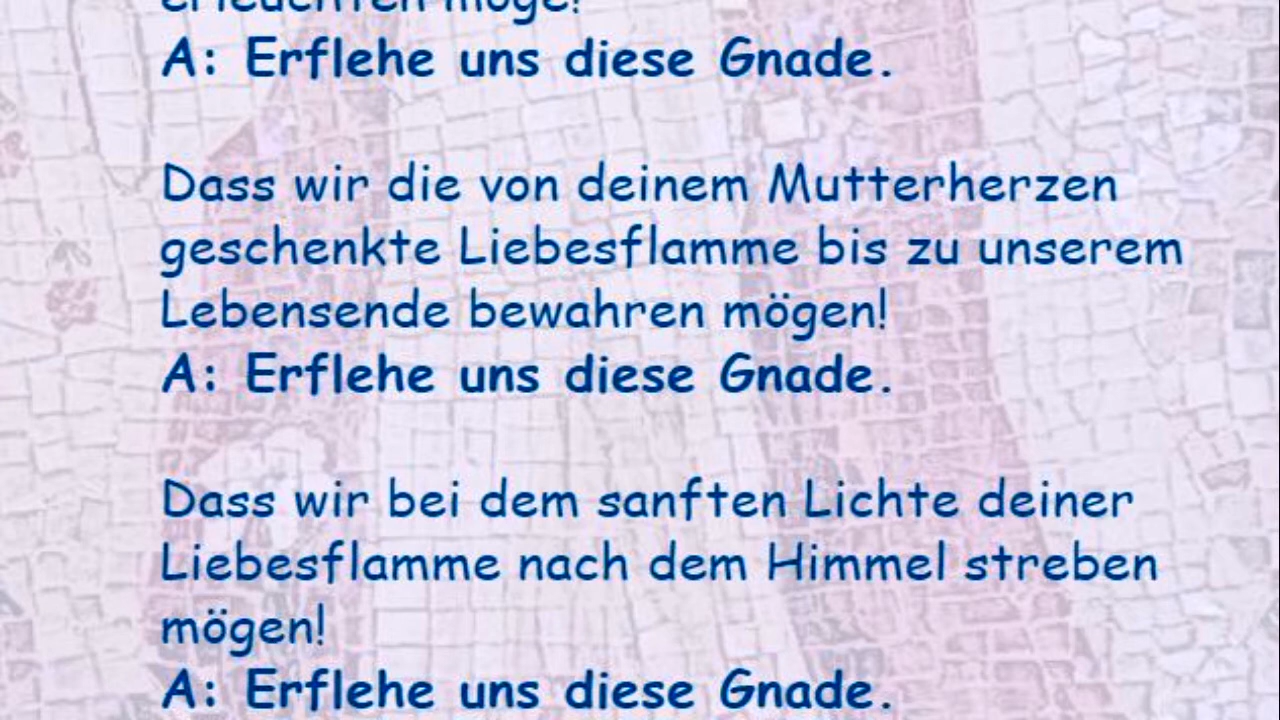 erleuchten möge!
A: Erflehe uns diese Gnade.
Dass wir die von deinem Mutterherzen
geschenkte Liebesflamme bis zu unserem
Lebensende bewahren mögen!
A: Erflehe uns diese Gnade.
Dass wir bei dem sanften Lichte deiner
Liebesflamme nach dem Himmel streben
mögen!
A: Erflehe uns diese Gnade.